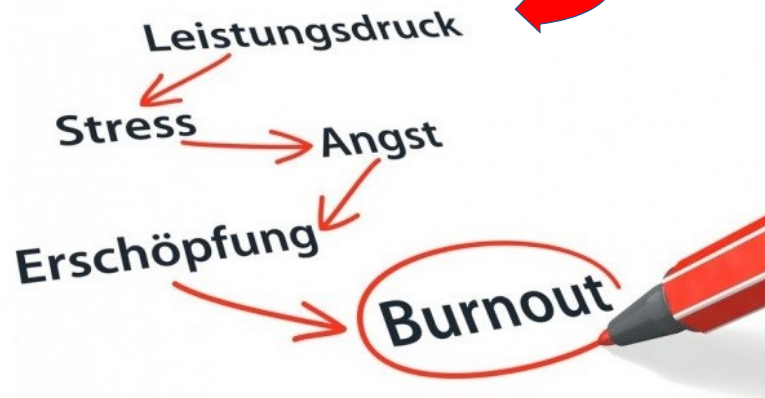 Leistungsdruck
Stress
Angst
Erschöpfung
Burnout